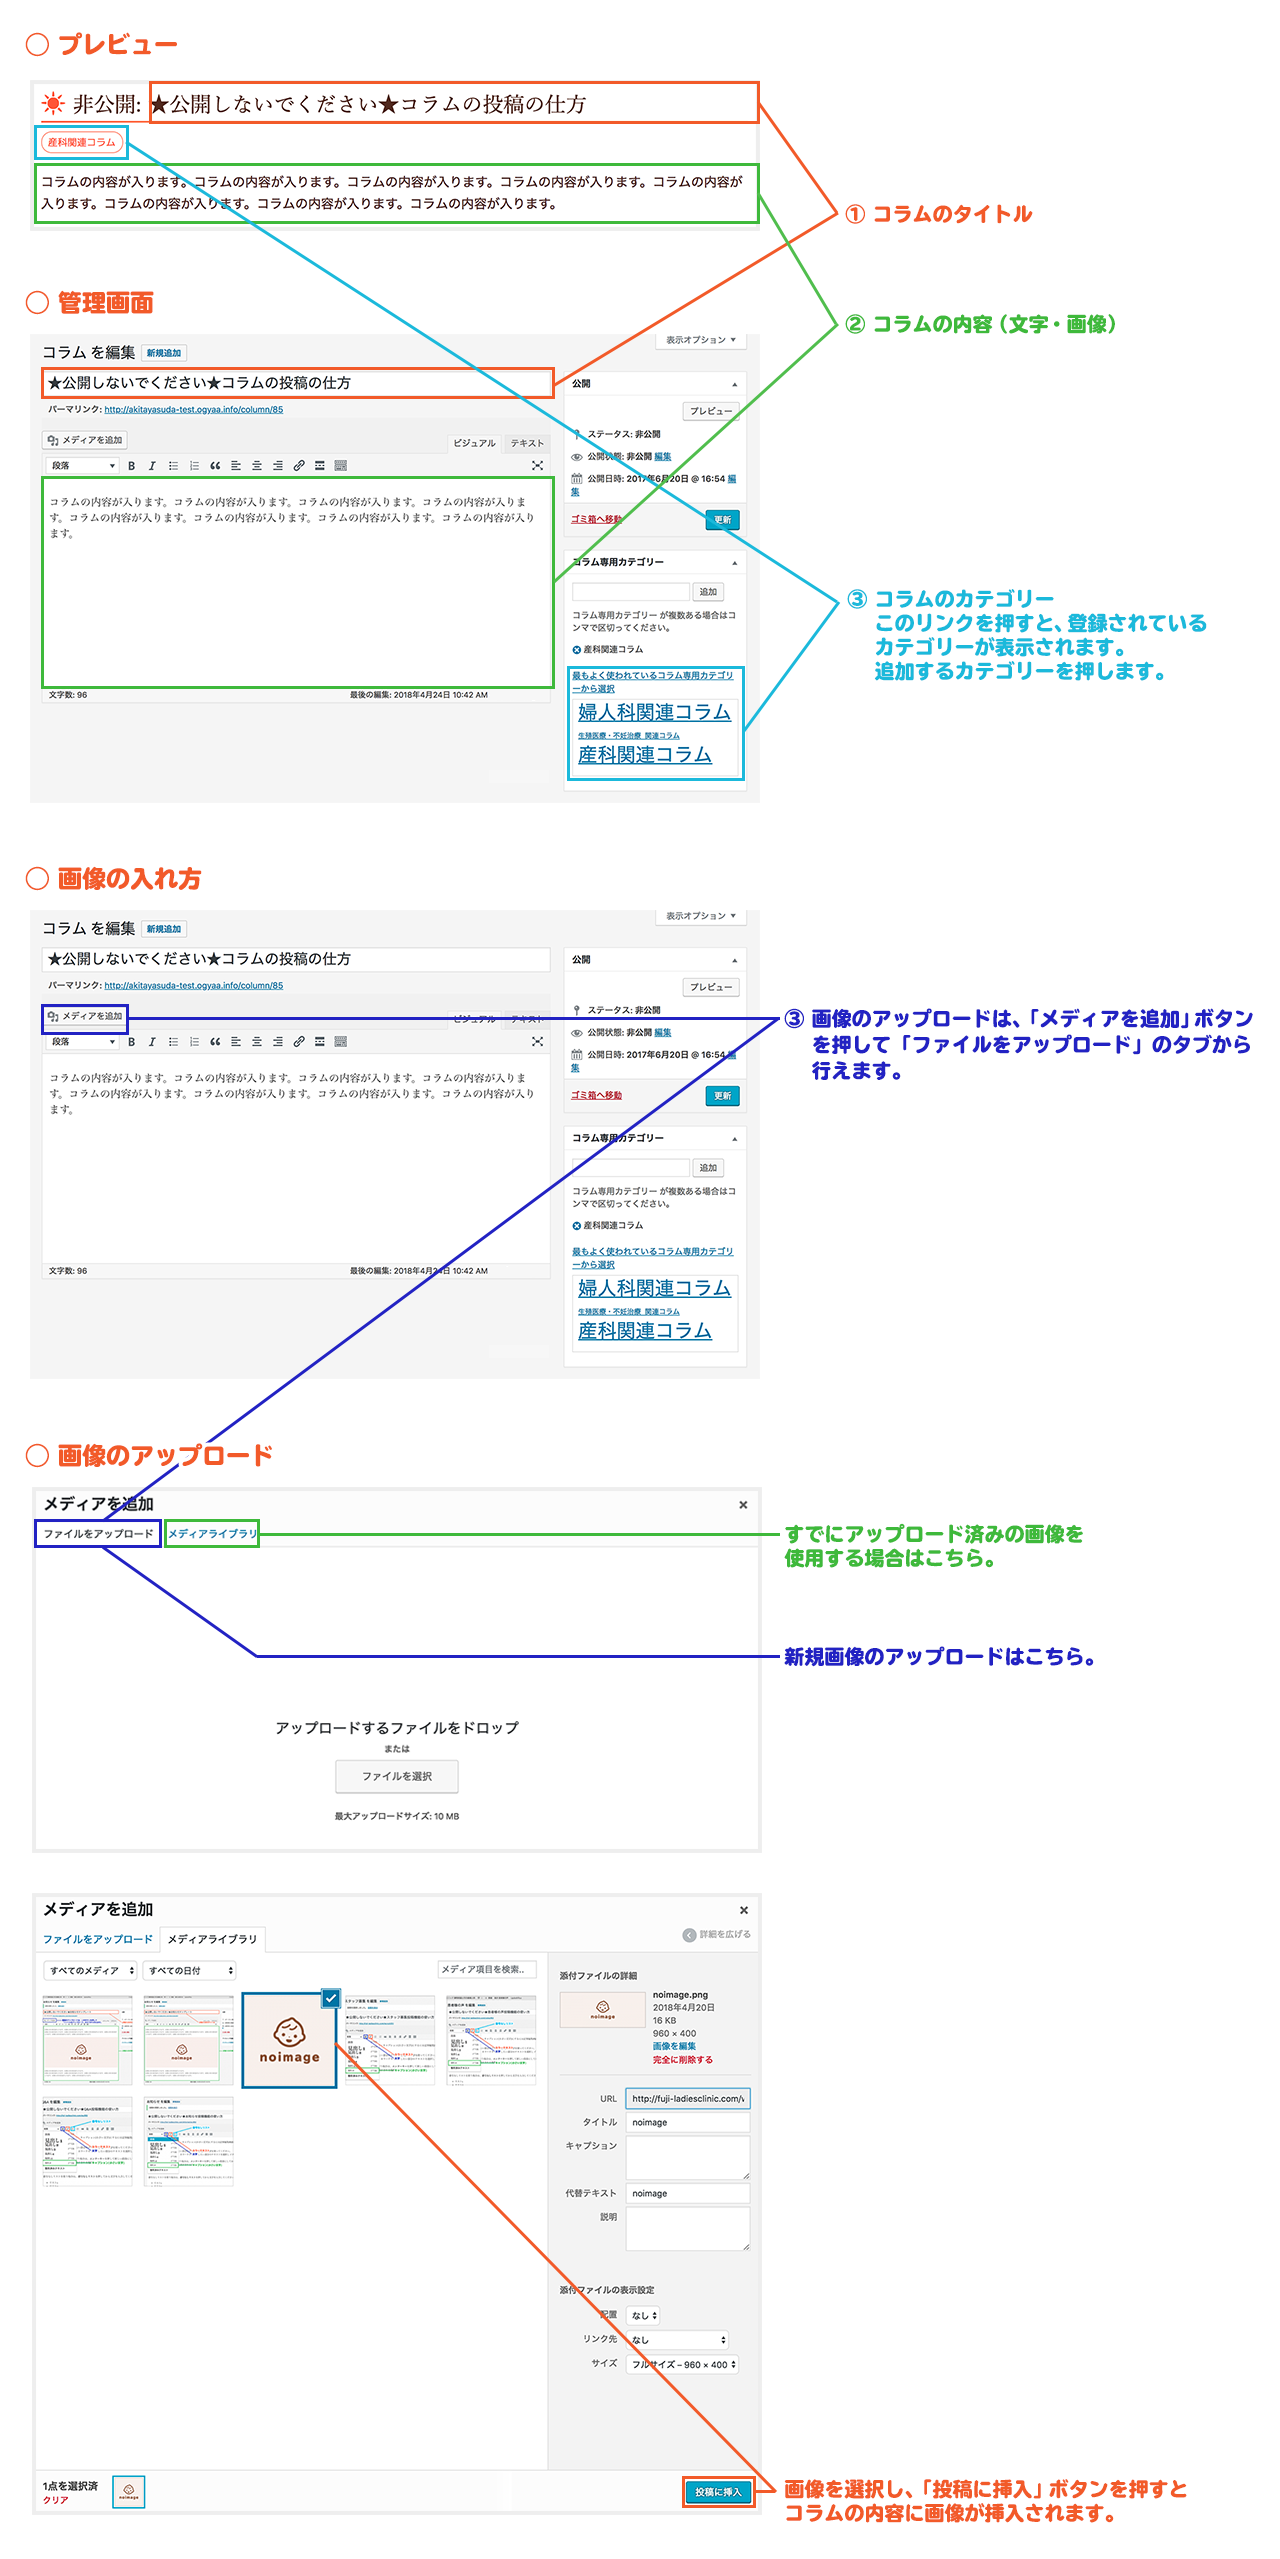 ○ プレビュー
非公開: ★公開しないでください★コラムの投稿の仕方
産科関連コラム
コラムの内容が入ります。コラムの内容が入ります。コラムの内容が入ります。コラムの内容が入ります。コラムの内容が
入ります。コラムの内容が入ります。コラムの内容が入ります。コラムの内容が入ります。
① コラムのタイトル
② コラムの内容（文字・画像）
○ 管理画面
表示オプション ▼
コラム を編集 新規追加
★公開しないでください★コラムの投稿の仕方
パーマリンク: http://akitayasuda-test.ogyaa.info/column/85
メディアを追加
ビジュアル テキスト
段落
コラムの内容が入ります。コラムの内容が入ります。コラムの内容が入ります。コラムの内容が入りま
す。コラムの内容が入ります。コラムの内容が入ります。コラムの内容が入ります。コラムの内容が入り
ます。
文字数: 96
最後の編集: 2018年4月24日 10:42 AM
公開
プレビュー
ステータス: 非公開
公開状態: 非公開 編集
公開日時: 2017年6月20日 @ 16:54 編
集
ゴミ箱へ移動 更新
コラム専用カテゴリー
追加
コラム専用カテゴリー が複数ある場合はコ
ンマで区切ってください。
産科関連コラム
最もよく使われているコラム専用カテゴリ
ーから選択
婦人科関連コラム
生殖医療・不妊治療 関連コラム
産科関連コラム
③ コラムのカテゴリー
このリンクを押すと、登録されている
カテゴリーが表示されます。
追加するカテゴリーを押します。
○ 画像の入れ方
表示オプション ▼
コラム を編集 新規追加
★公開しないでください★コラムの投稿の仕方
パーマリンク: http://akitayasuda-test.ogyaa.info/column/85
メディアを追加
ビジュアル テキスト
段落
コラムの内容が入ります。コラムの内容が入ります。コラムの内容が入ります。コラムの内容が入りま
す。コラムの内容が入ります。コラムの内容が入ります。コラムの内容が入ります。コラムの内容が入り
ます。
文字数: 96
最後の編集: 2018年4月24日 10:42 AM
公開
プレビュー
ステータス: 非公開
公開状態: 非公開 編集
公開日時: 2017年6月20日 @ 16:54 編
集
ゴミ箱へ移動 更新
コラム専用カテゴリー
追加
コラム専用カテゴリー が複数ある場合はコ
ンマで区切ってください。
産科関連コラム
最もよく使われているコラム専用カテゴリ
ーから選択
婦人科関連コラム
生殖医療・不妊治療 関連コラム
産科関連コラム
③ 画像のアップロードは、「メディアを追加」ボタン
を押して「ファイルをアップロード」のタブから
行えます。
○ 画像のアップロード
メディアを追加
ファイルをアップロード メディアライブラリ
すでにアップロード済みの画像を
使用する場合はこちら。
新規画像のアップロードはこちら。
アップロードするファイルをドロップ
または
ファイルを選択
最大アップロードサイズ: 10 MB
メディアを追加
ファイルをアップロード メディアライブラリ
詳細を広げる
すべてのメディア すべての日付
メディア項目を検索..
noimage
添付ファイルの詳細
noimage
noimage.png
2018年4月20日
16 KB
960 × 400
画像を編集
完全に削除する
URL http://fuji-ladiesclinic.com/v
タイトル noimage
キャプション
代替テキスト noimage
説明
添付ファイルの表示設定
配置 なし
リンク先 なし
サイズ フルサイズ – 960 × 400
1点を選択済
クリア
noimage
投稿に挿入
画像を選択し、「投稿に挿入」ボタンを押すと
コラムの内容に画像が挿入されます。